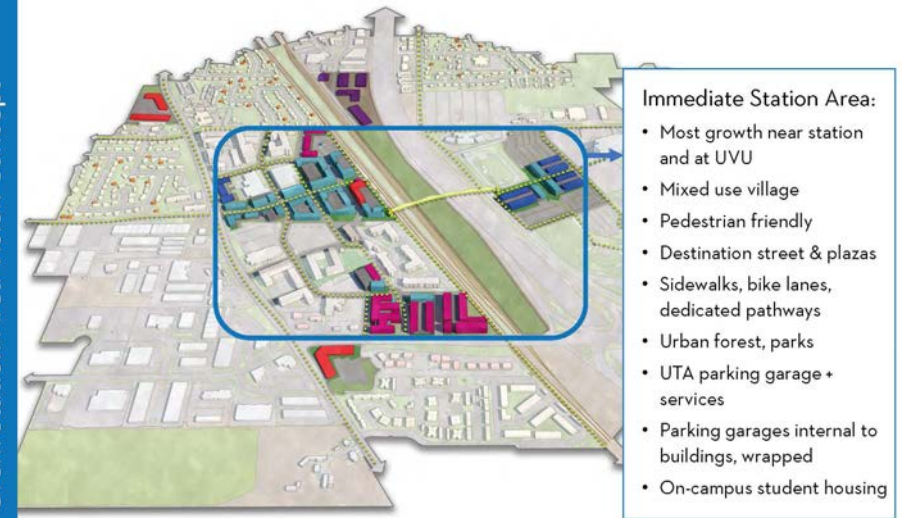 Immediate Station Area:
• Most growth near station
and at UVU
• Mixed use village
• Pedestrian friendly
• Destination street & plazas
• Sidewalks, bike lanes,
dedicated pathways
• Urban forest, parks
• UTA parking garage +
services
• Parking garages internal to
buildings, wrapped
• On-campus student housing